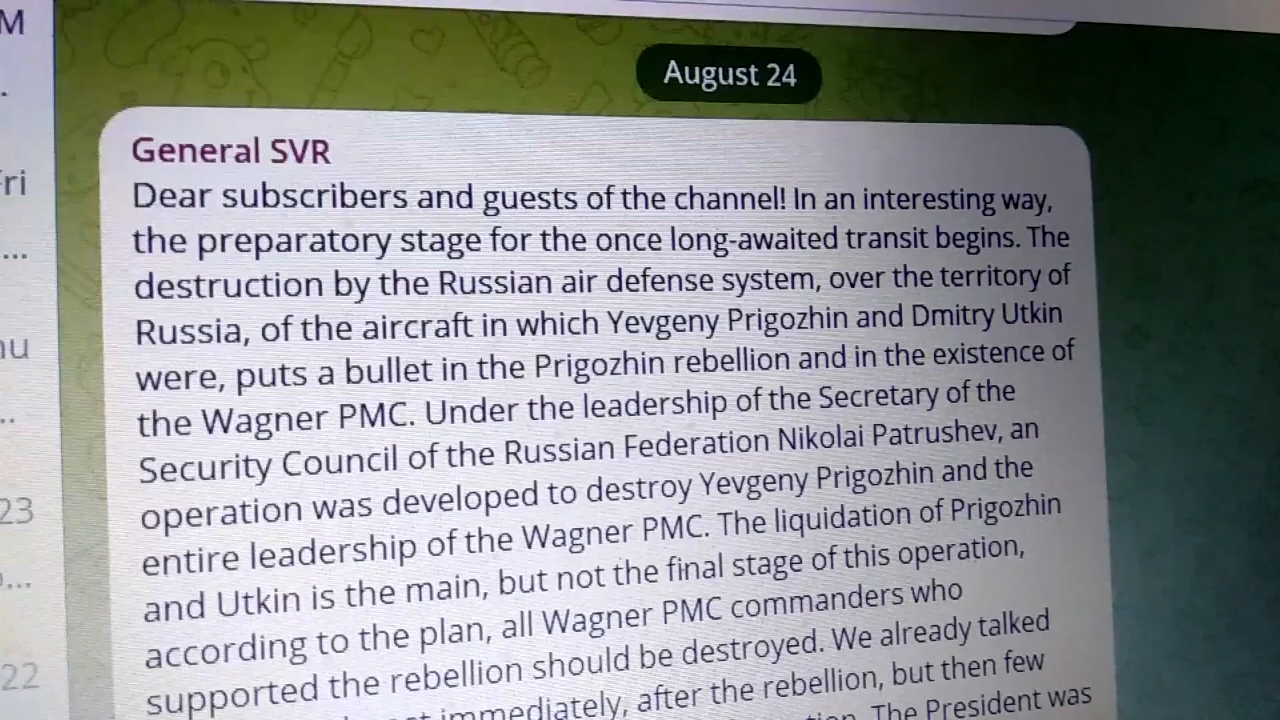 M
August 24
General SVR
Dear subscribers and guests of the channel! In an interesting way,
the preparatory stage for the once long-awaited transit begins. The
destruction by the Russian air defense system, over the territory of
Russia, of the aircraft in which Yevgeny Prigozhin and Dmitry Utkin
were, puts a bullet in the Prigozhin rebellion and in the existence of
the Wagner PMC. Under the leadership of the Secretary of the
Security Council of the Russian Federation Nikolai Patrushev, an
operation was developed to destroy Yevgeny Prigozhin and the
entire leadership of the Wagner PMC. The liquidation of Prigozhin
and Utkin is the main, but not the final stage of this operation,
according to the plan, all Wagner PMC commanders who
supported the rebellion should be destroyed. We already talked
immediately, after the rebellion, but then few
The President was
...
23
...
22